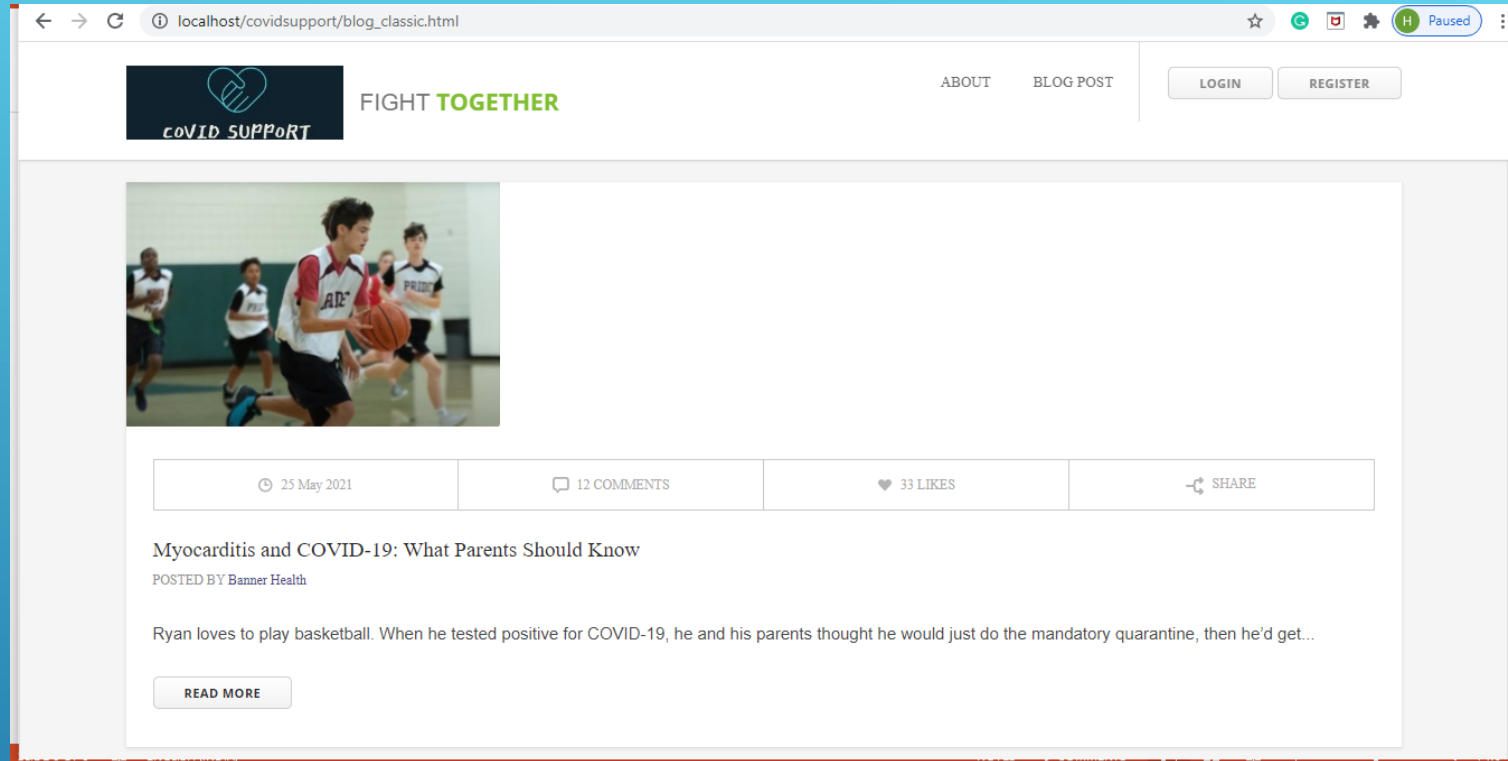 localhost/covidsupport/blog_classic.html
H Paused
COVID SUPPORT
FIGHT TOGETHER
ABOUT BLOG POST LOGIN REGISTER
PRIDE
25 May 2021 12 COMMENTS 33 LIKES SHARE
Myocarditis and COVID-19: What Parents Should Know
POSTED BY Banner Health
Ryan loves to play basketball. When he tested positive for COVID-19, he and his parents thought he would just do the mandatory quarantine, then he’d get...
READ MORE